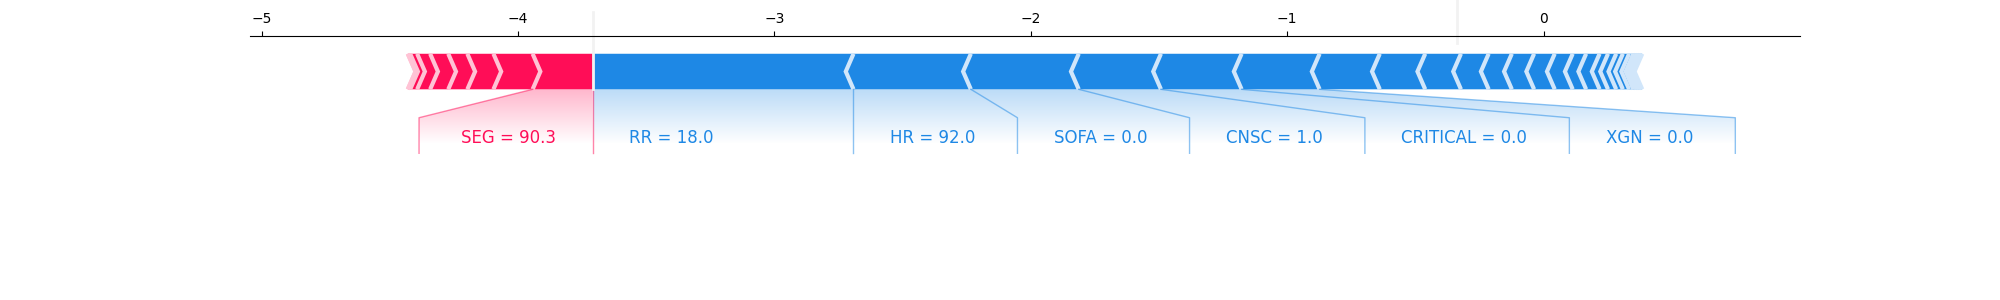 −5 −4 −3 −2 −1 0
SEG = 90.3 RR = 18.0 HR = 92.0 SOFA = 0.0 CNSC = 1.0 CRITICAL = 0.0 XGN = 0.0